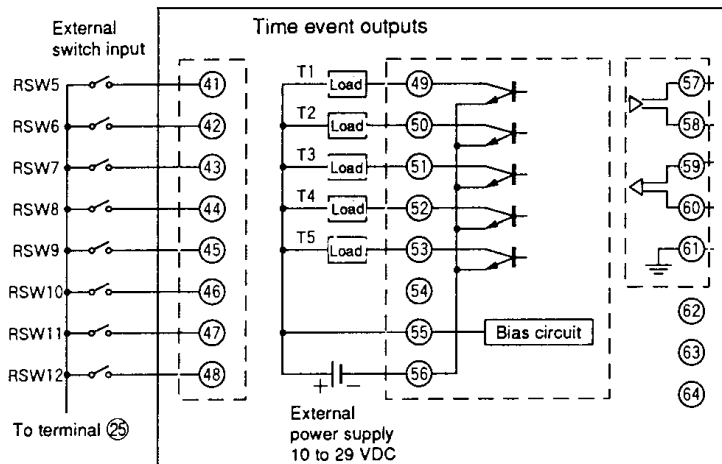 External
switch input
Time event outputs
RSW5 41 T1 Load 49 57
RSW6 42 T2 Load 50 58
RSW7 43 T3 Load 51 59
RSW8 44 T4 Load 52 60
RSW9 45 T5 Load 53 61
RSW10 46 54 62
RSW11 47 55 Bias circuit 63
RSW12 48 + − 56 64
To terminal 25
External
power supply
10 to 29 VDC